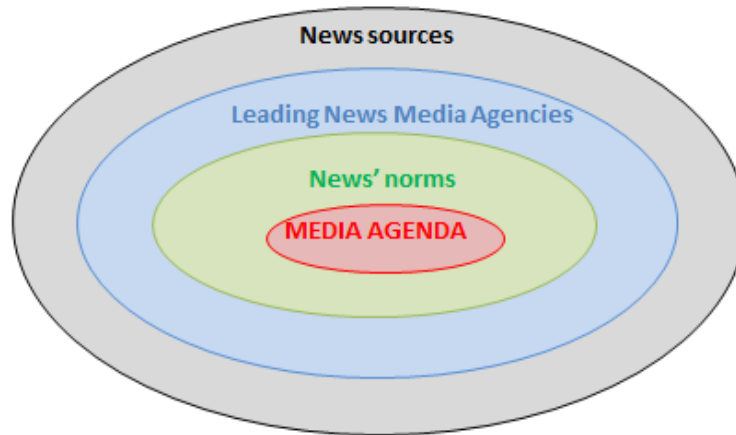 News sources
Leading News Media Agencies
News’ norms
MEDIA AGENDA